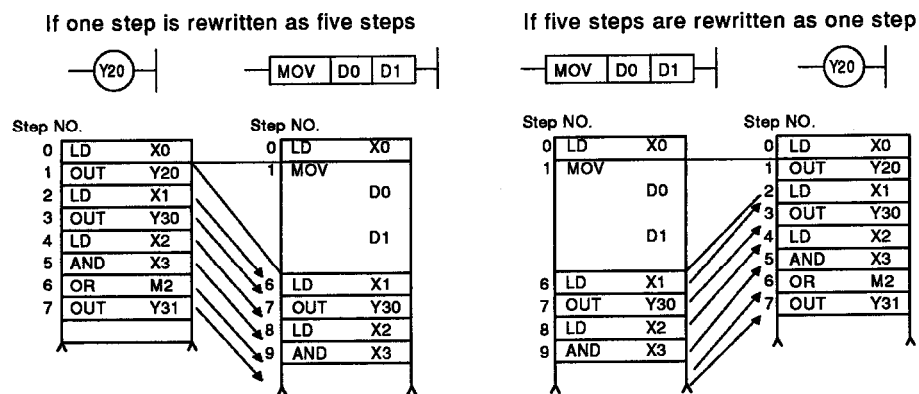 If one step is rewritten as five steps
Y20
MOV D0 D1
Step NO.
0 LD X0
1 OUT Y20
2 LD X1
3 OUT Y30
4 LD X2
5 AND X3
6 OR M2
7 OUT Y31
Step NO.
0 LD X0
1 MOV
D0
D1
6 LD X1
7 OUT Y30
8 LD X2
9 AND X3
If five steps are rewritten as one step
MOV D0 D1
Y20
Step NO.
0 LD X0
1 MOV
D0
D1
6 LD X1
7 OUT Y30
8 LD X2
9 AND X3
Step NO.
0 LD X0
1 OUT Y20
2 LD X1
3 OUT Y30
4 LD X2
5 AND X3
6 OR M2
7 OUT Y31